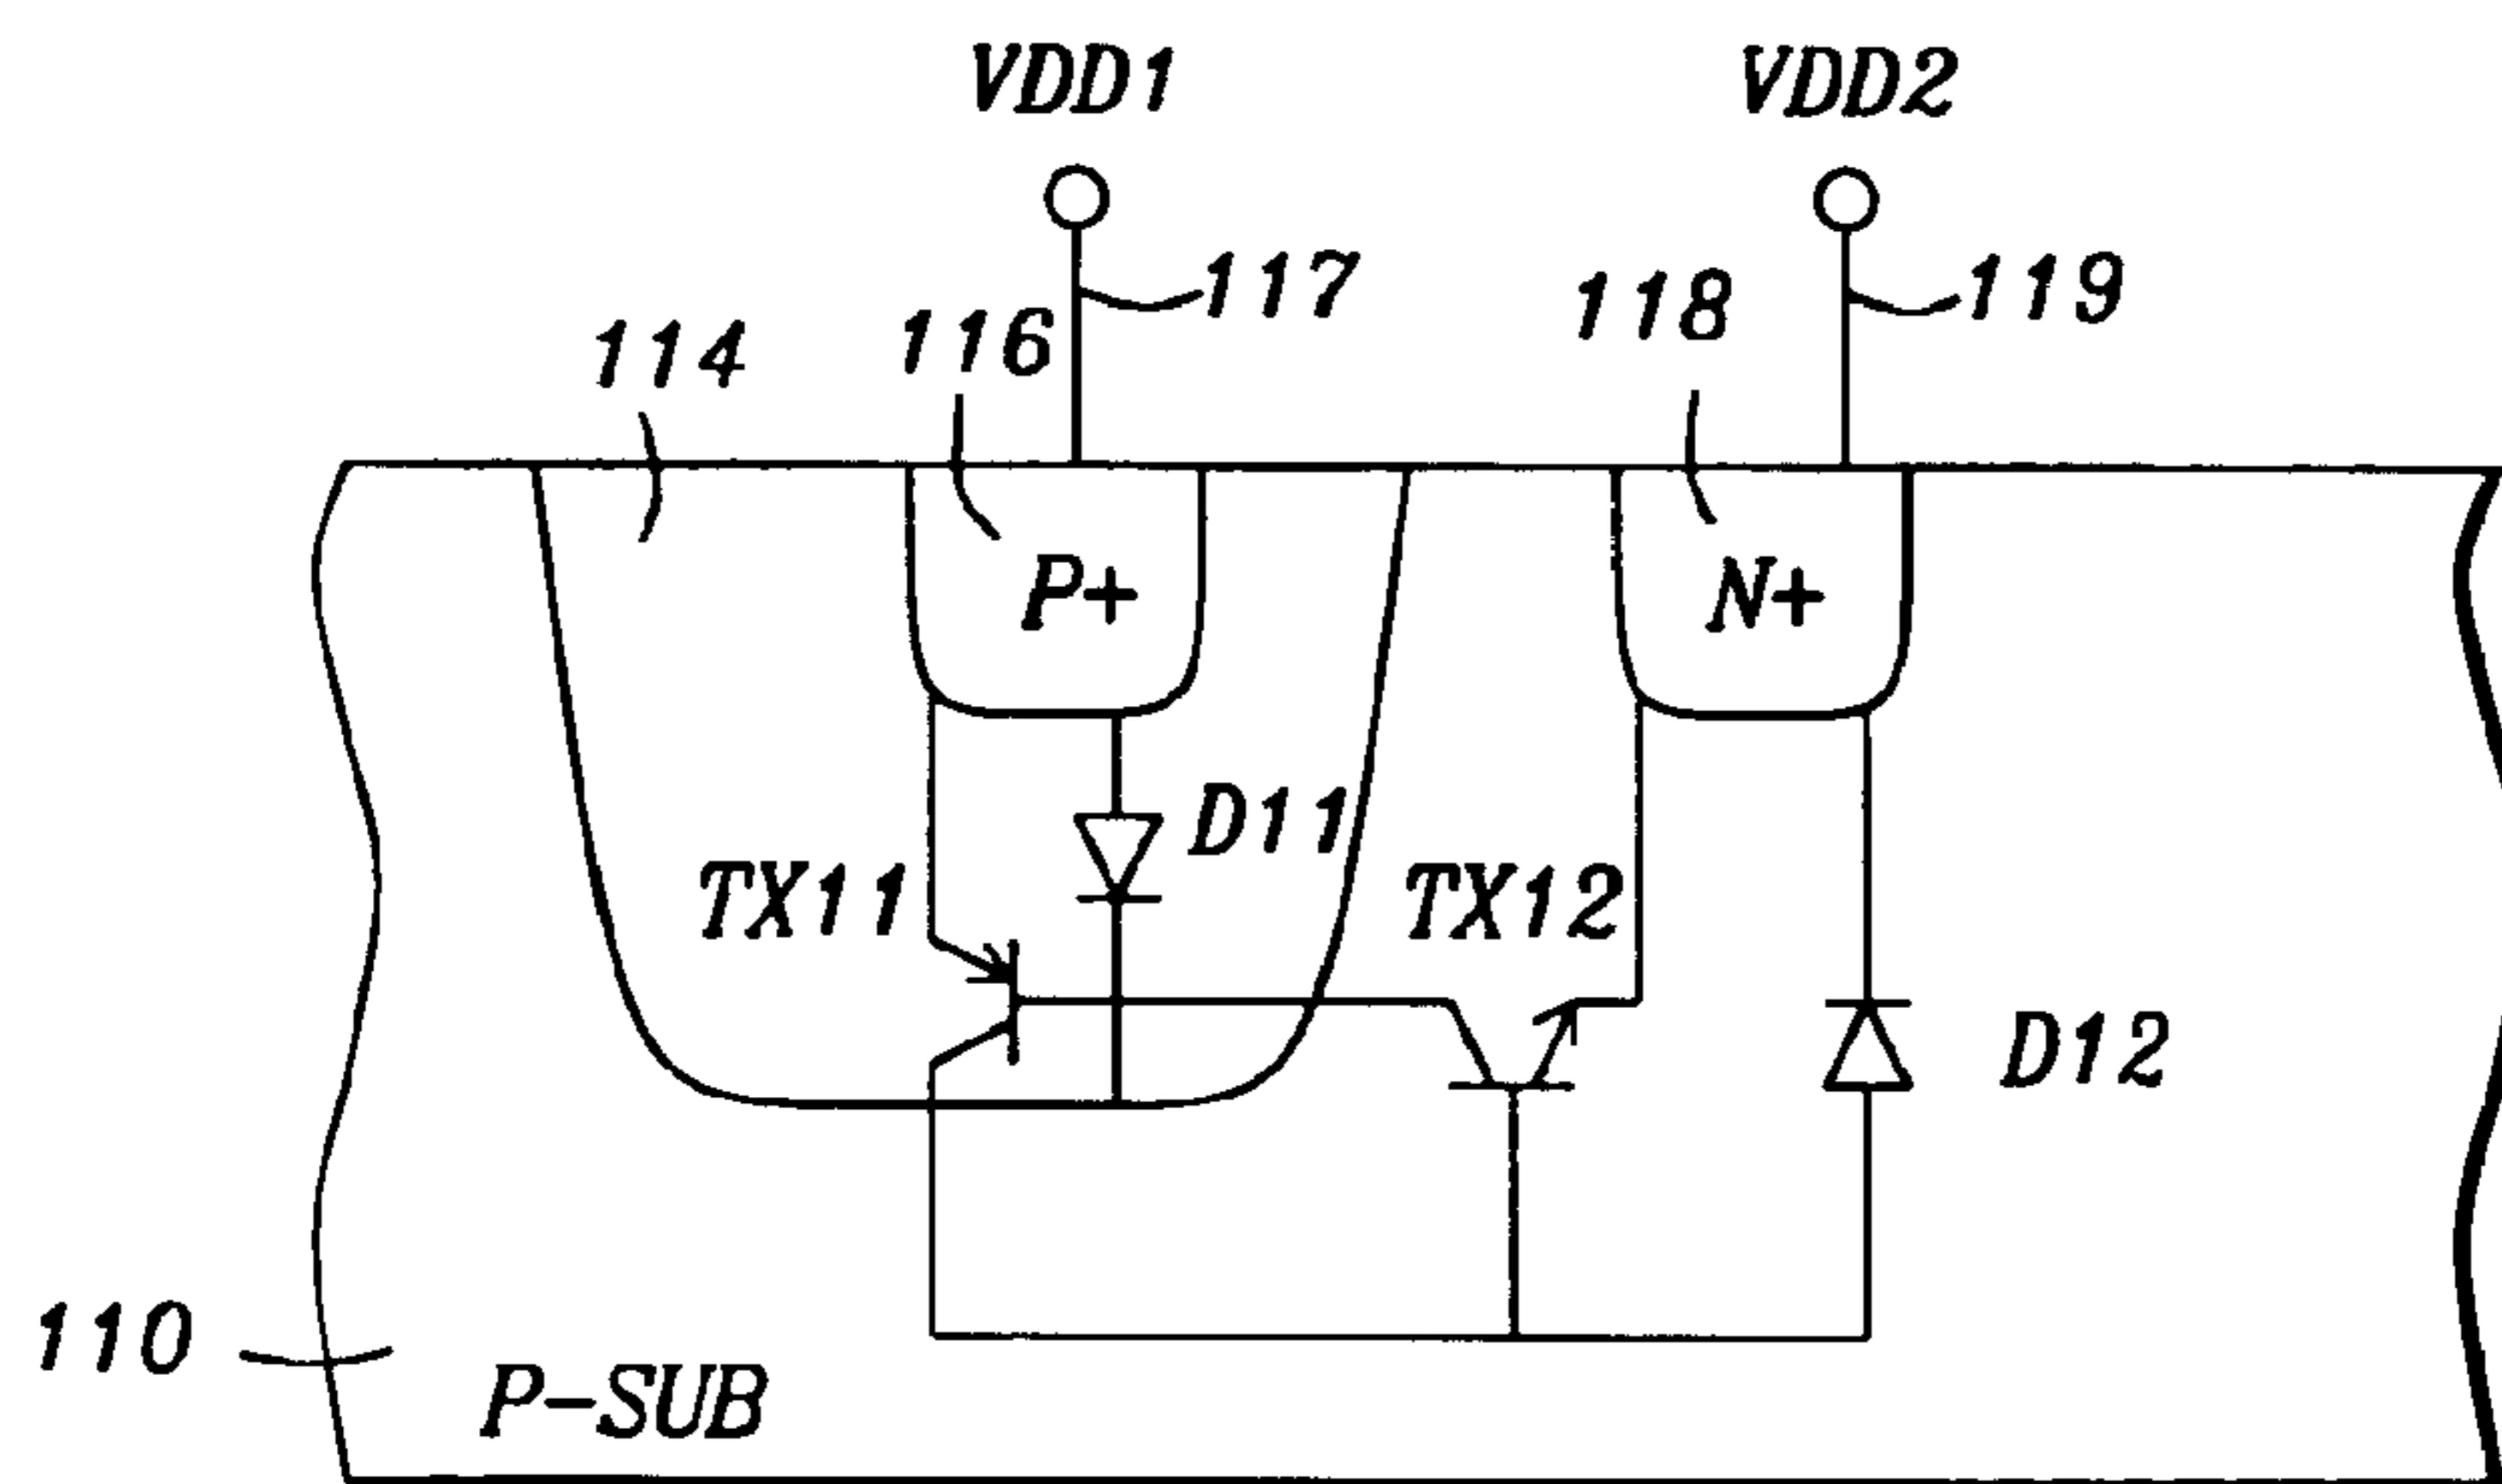 VDD1 VDD2
117 118 119
114 116
P+ N+
D11
TX11 TX12
D12
110
P-SUB